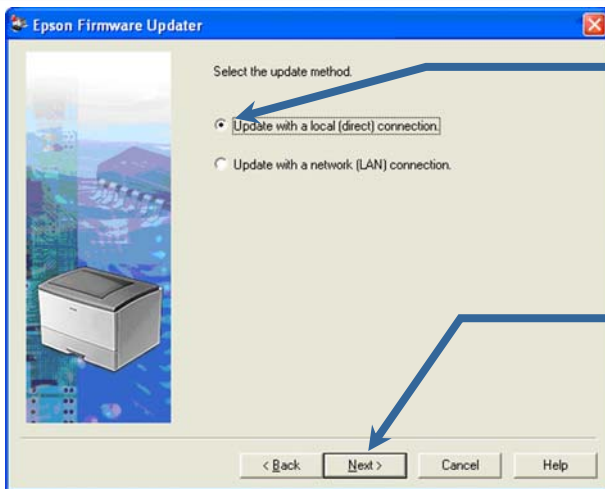 Epson Firmware Updater
Select the update method.
Update with a local (direct) connection.
Update with a network (LAN) connection.
< Back Next > Cancel Help